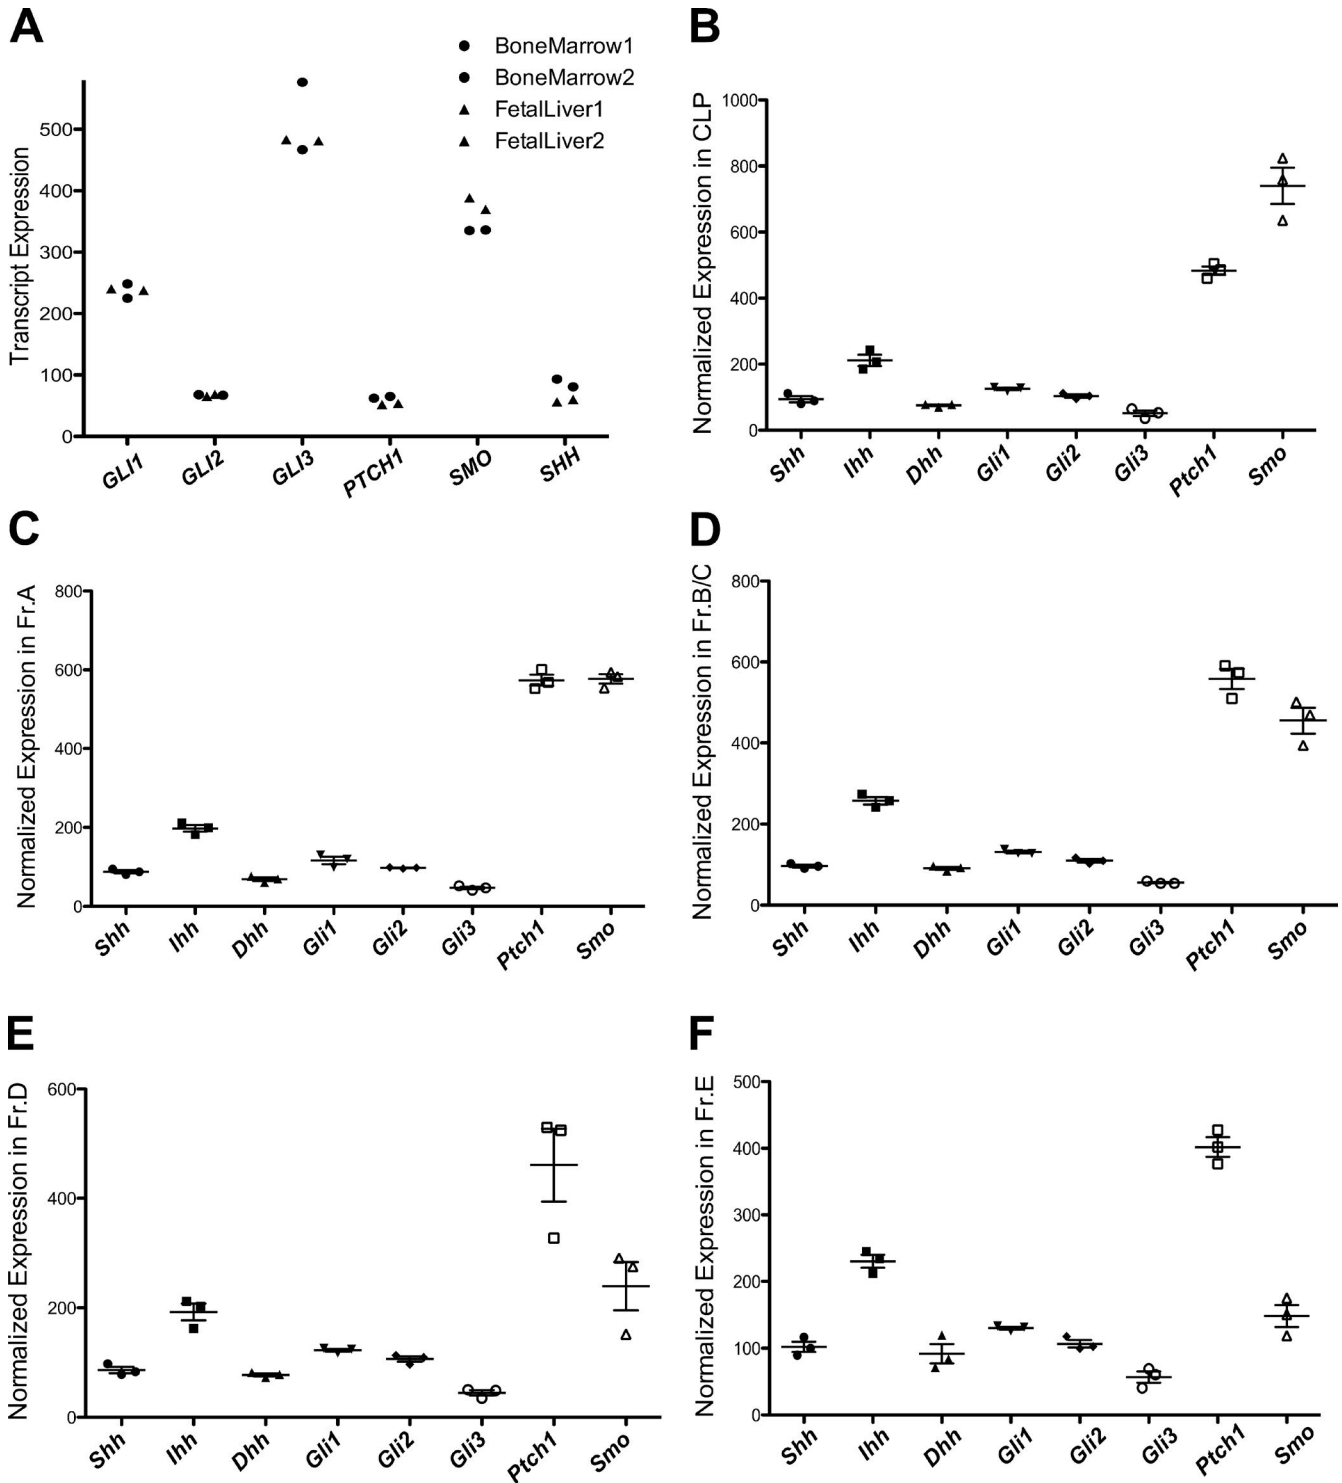 A
BoneMarrow1
BoneMarrow2
FetalLiver1
FetalLiver2
Transcript Expression
500
400
300
200
100
0
GLI1 GLI2 GLI3 PTCH1 SMO SHH
B
Normalized Expression in CLP
1000
800
600
400
200
0
Shh Ihh Dhh Gli1 Gli2 Gli3 Ptch1 Smo
C
Normalized Expression in Fr.A
800
600
400
200
0
Shh Ihh Dhh Gli1 Gli2 Gli3 Ptch1 Smo
D
Normalized Expression in Fr.B/C
800
600
400
200
0
Shh Ihh Dhh Gli1 Gli2 Gli3 Ptch1 Smo
E
Normalized Expression in Fr.D
600
400
200
0
Shh Ihh Dhh Gli1 Gli2 Gli3 Ptch1 Smo
F
Normalized Expression in Fr.E
500
400
300
200
100
0
Shh Ihh Dhh Gli1 Gli2 Gli3 Ptch1 Smo